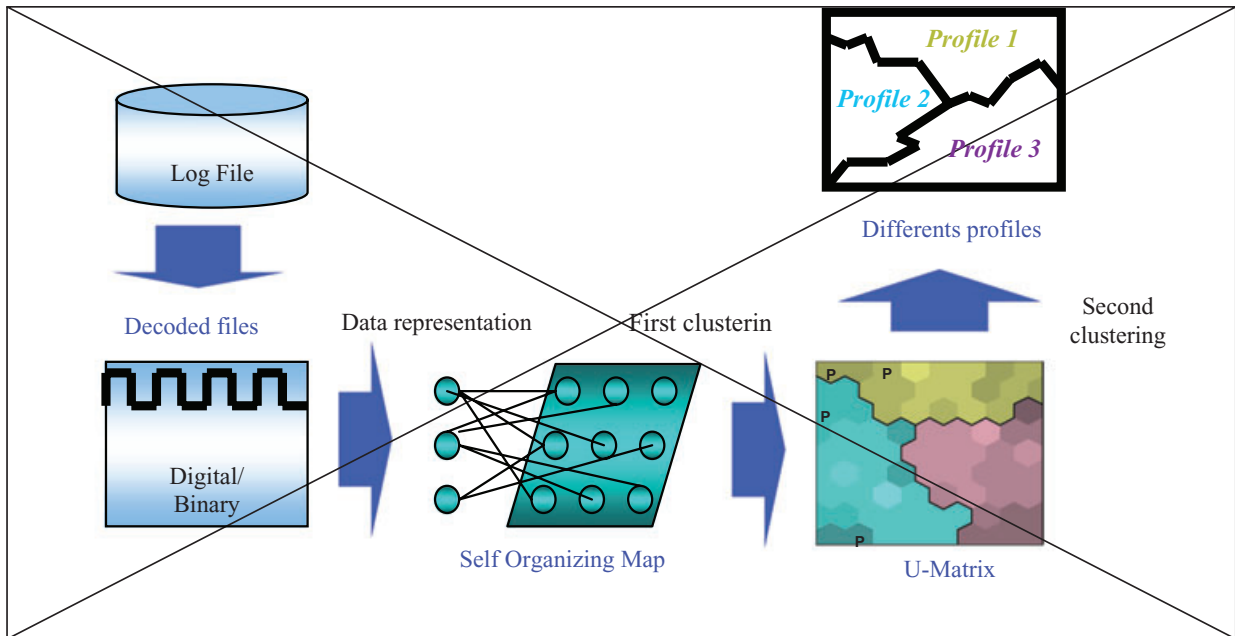 Log File
Decoded files
Digital/
Binary
Data representation
Self Organizing Map
First clusterin
U-Matrix
P
P
P
P
Second
clustering
Differents profiles
Profile 1
Profile 2
Profile 3